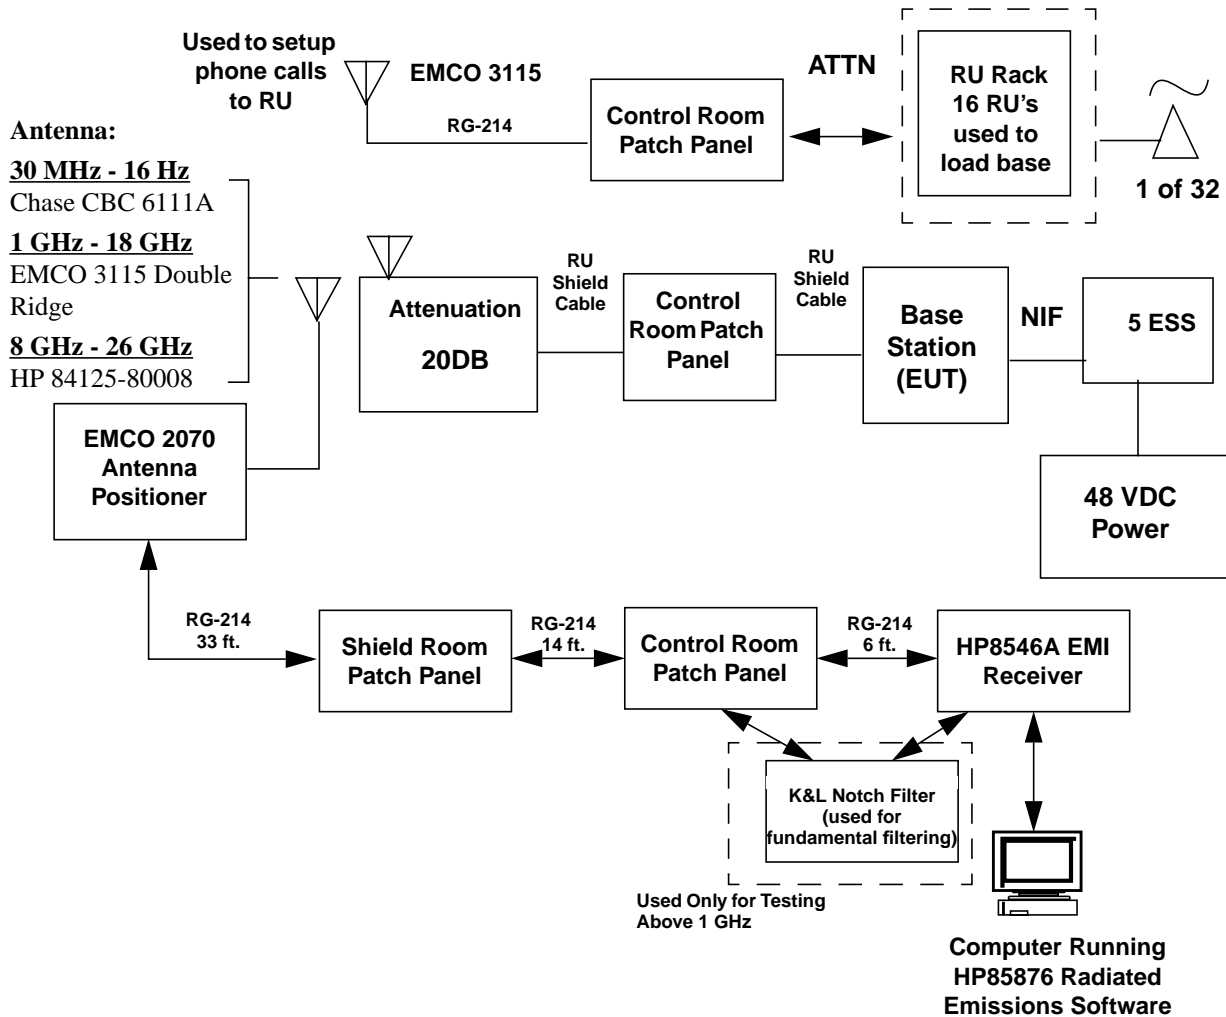 Used to setup
phone calls
to RU
EMCO 3115
RG-214
Control Room
Patch Panel
ATTN
RU Rack
16 RU's
used to
load base
1 of 32
Antenna:
30 MHz - 16 Hz
Chase CBC 6111A
1 GHz - 18 GHz
EMCO 3115 Double
Ridge
8 GHz - 26 GHz
HP 84125-80008
Attenuation
20DB
RU
Shield
Cable
Control
Room Patch
Panel
RU
Shield
Cable
Base
Station
(EUT)
NIF
5 ESS
48 VDC
Power
EMCO 2070
Antenna
Positioner
RG-214
33 ft.
Shield Room
Patch Panel
RG-214
14 ft.
Control Room
Patch Panel
RG-214
6 ft.
HP8546A EMI
Receiver
K&L Notch Filter
(used for
fundamental filtering)
Used Only for Testing
Above 1 GHz
Computer Running
HP85876 Radiated
Emissions Software